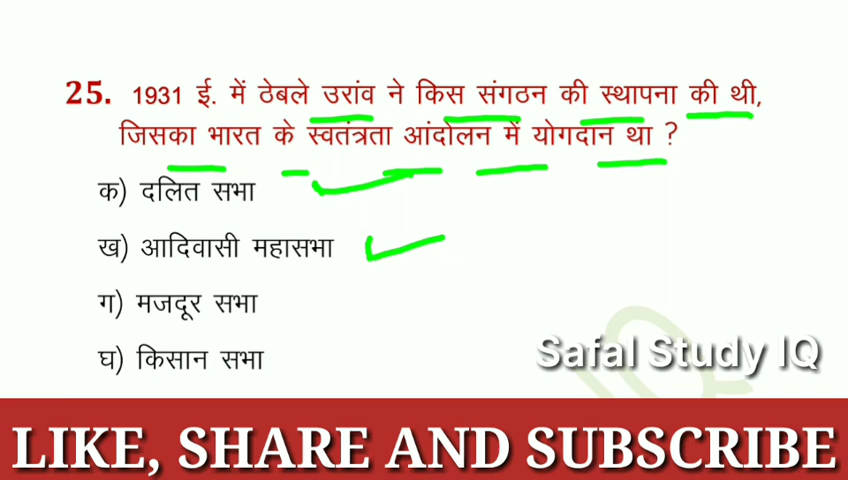 25. 1931 ई. में ठेबले उरांव ने किस संगठन की स्थापना की थी,
जिसका भारत के स्वतंत्रता आंदोलन में योगदान था ?
क) दलित सभा
ख) आदिवासी महासभा
ग) मजदूर सभा
घ) किसान सभा
Safal Study IQ
LIKE, SHARE AND SUBSCRIBE